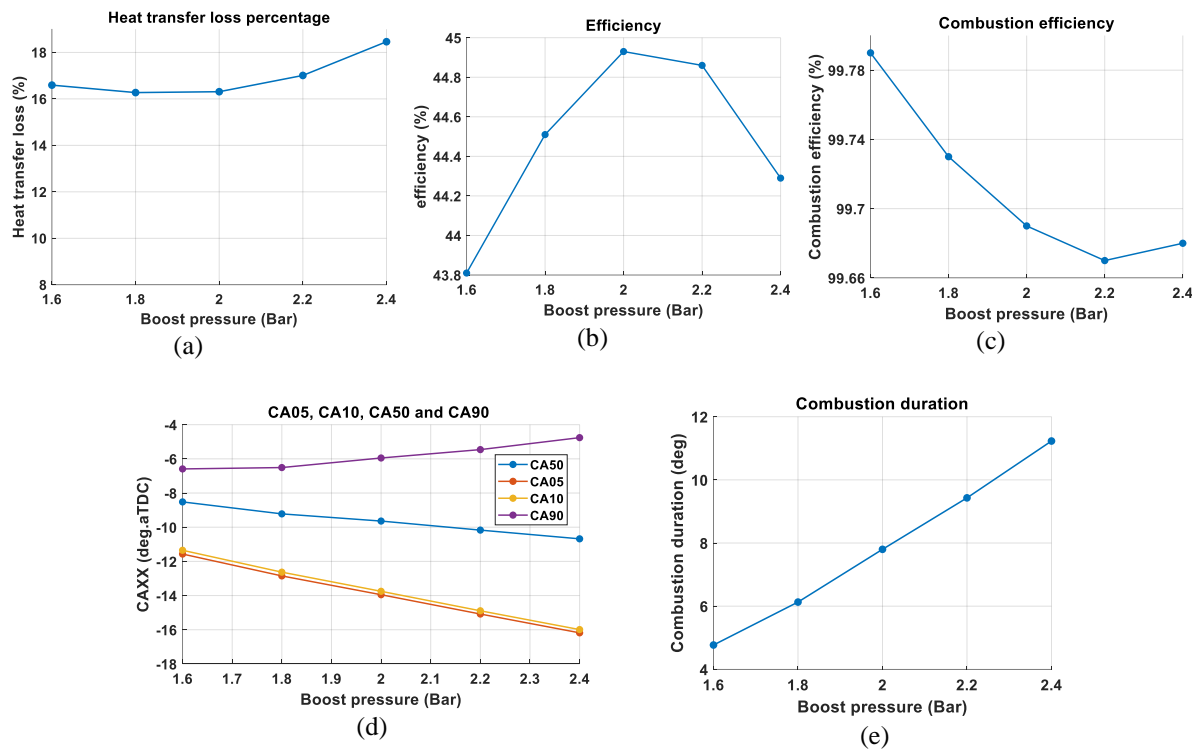 Heat transfer loss percentage
Heat transfer loss (%)
18
16
14
12
10
8
1.6
1.8
2
2.2
2.4
Boost pressure (Bar)
(a)
Efficiency
efficiency (%)
45
44.8
44.6
44.4
44.2
44
43.8
1.6
1.8
2
2.2
2.4
Boost pressure (Bar)
(b)
Combustion efficiency
Combustion efficiency (%)
99.78
99.74
99.7
99.66
1.6
1.8
2
2.2
2.4
Boost pressure (Bar)
(c)
CA05, CA10, CA50 and CA90
CAXX (deg.aTDC)
-4
-6
-8
-10
-12
-14
-16
-18
CA50
CA05
CA10
CA90
1.6
1.7
1.8
1.9
2
2.1
2.2
2.3
2.4
Boost pressure (Bar)
(d)
Combustion duration
Combustion duration (deg)
12
10
8
6
4
1.6
1.8
2
2.2
2.4
Boost pressure (Bar)
(e)